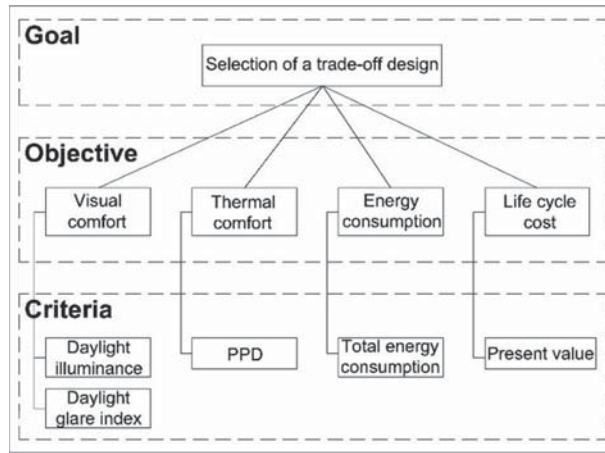 Goal
Selection of a trade-off design
Objective
Visual
comfort
Thermal
comfort
Energy
consumption
Life cycle
cost
Criteria
Daylight
illuminance
PPD
Total energy
consumption
Present value
Daylight
glare index